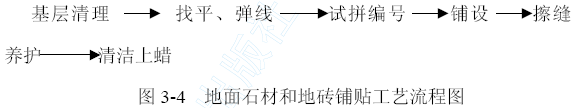 基层清理 找平、弹线 试拼编号 铺设 擦缝
养护 清洁上蜡
图 3-4 地面石材和地砖铺贴工艺流程图